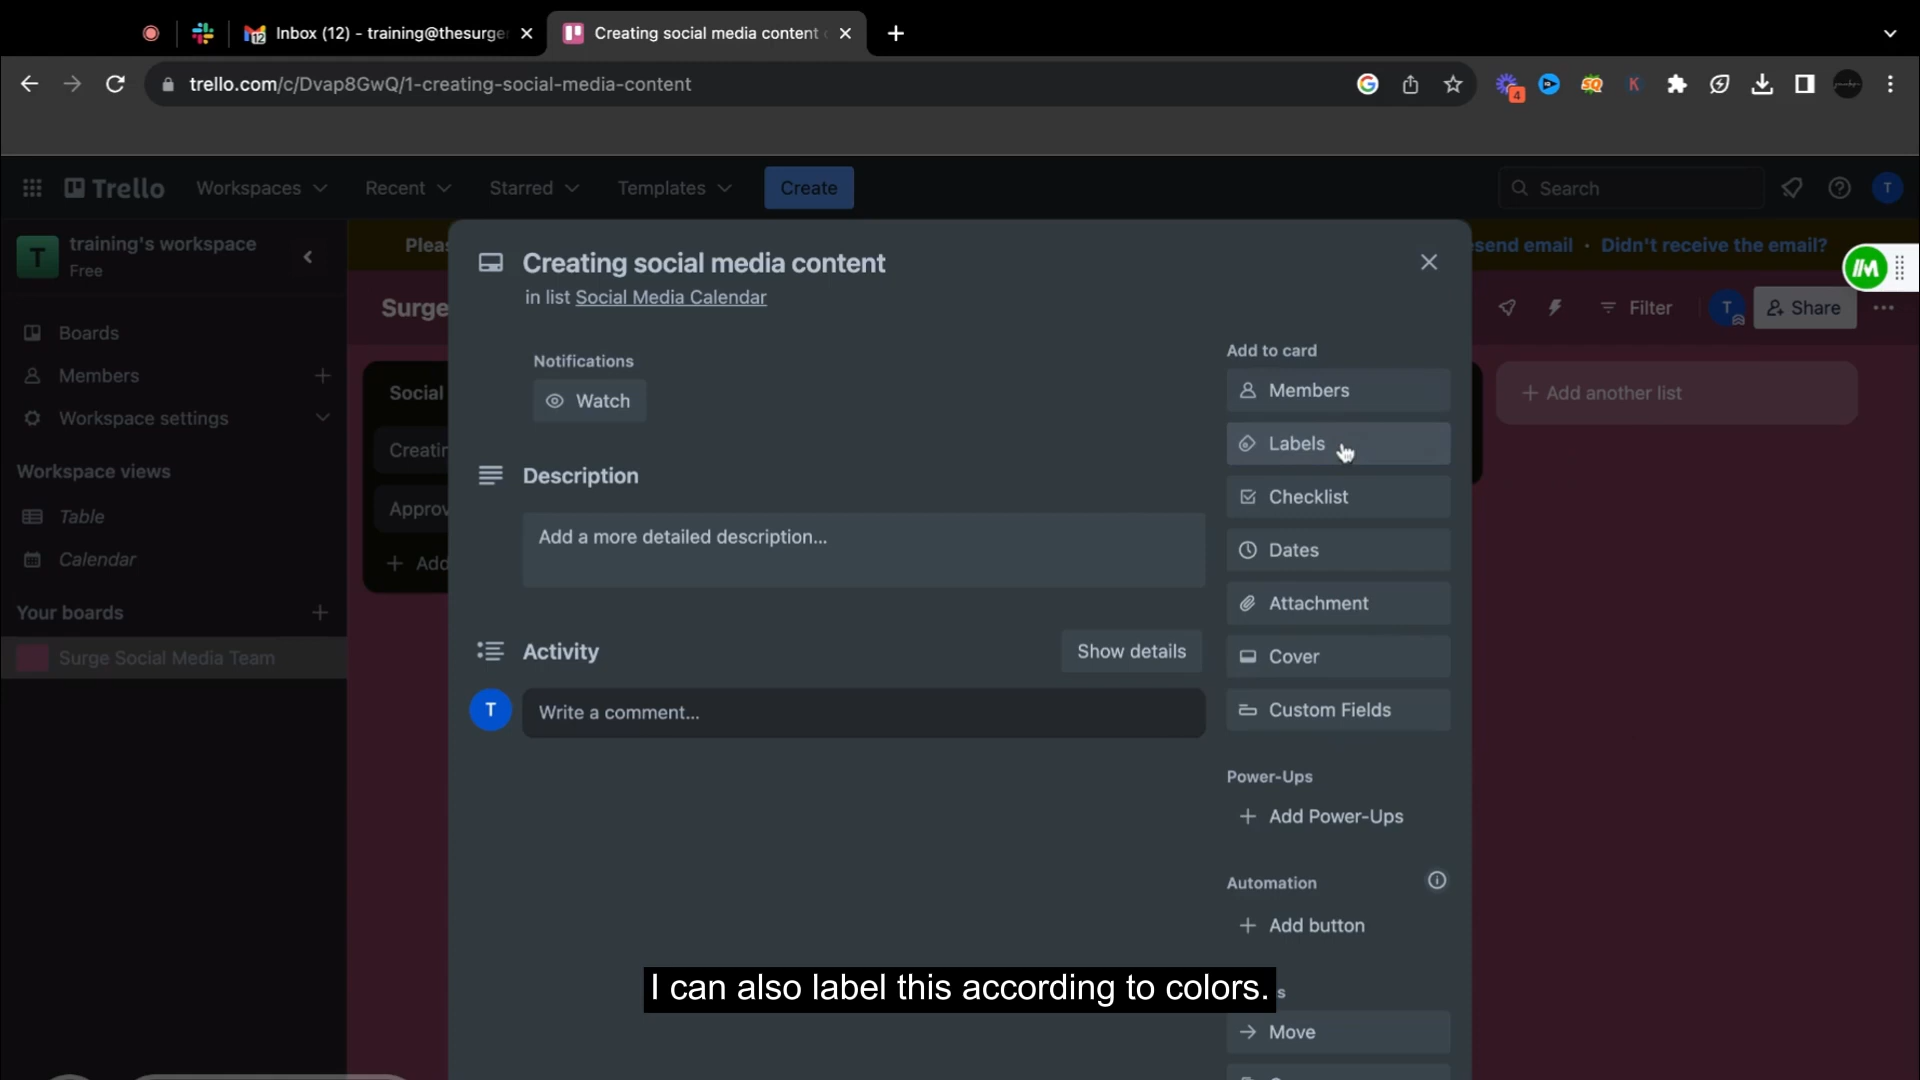 Inbox (12) - training@thesurge
Creating social media content
trello.com/c/Dvap8GwQ/1-creating-social-media-content
4
Trello
Workspaces
Recent
Starred
Templates
Create
Search
T
T
training's workspace
Free
Boards
Members
Workspace settings
Workspace views
Table
Calendar
Your boards
Surge Social Media Team
Surge
Social
Creating social media content
in list Social Media Calendar
Notifications
Watch
Description
Add a more detailed description...
Activity
Show details
T
Write a comment...
Add to card
Members
Labels
Checklist
Dates
Attachment
Cover
Custom Fields
Power-Ups
Add Power-Ups
Automation
Add button
Move
send email · Didn't receive the email?
Filter
T
Share
Add another list
I can also label this according to colors.